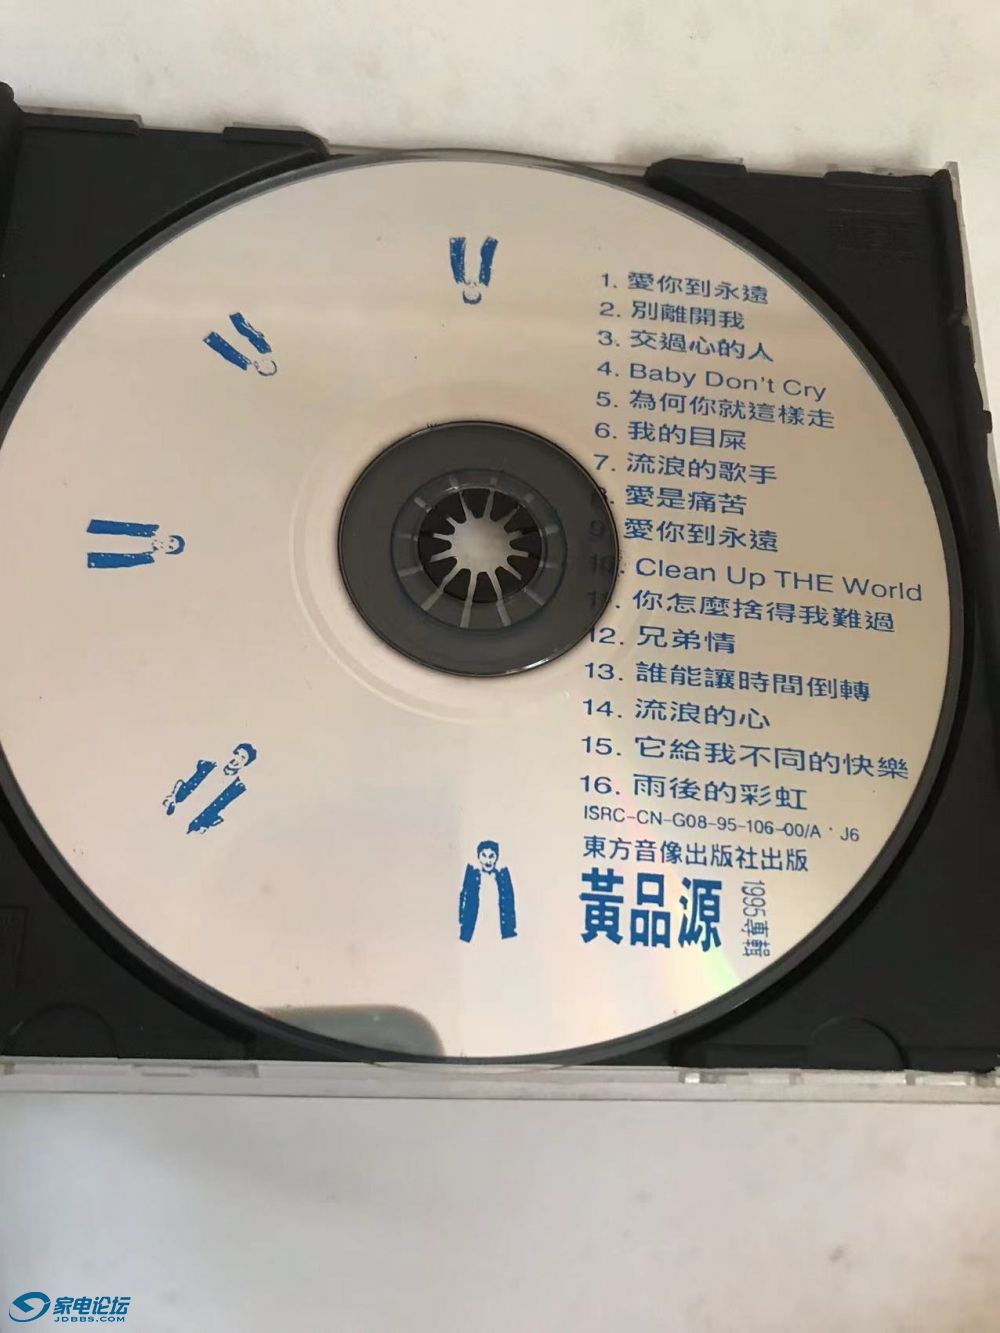 1. 愛你到永遠
2. 別離開我
3. 交過心的人
4. Baby Don't Cry
5. 為何你就這樣走
6. 我的目屎
7. 流浪的歌手
8. 愛是痛苦
9. 愛你到永遠
10. Clean Up THE World
11. 你怎麼捨得我難過
12. 兄弟情
13. 誰能讓時間倒轉
14. 流浪的心
15. 它給我不同的快樂
16. 雨後的彩虹
ISRC-CN-G08-95-106-00/A·J6
東方音像出版社出版
黃品源 1995專輯
家电论坛
JDBBS.COM